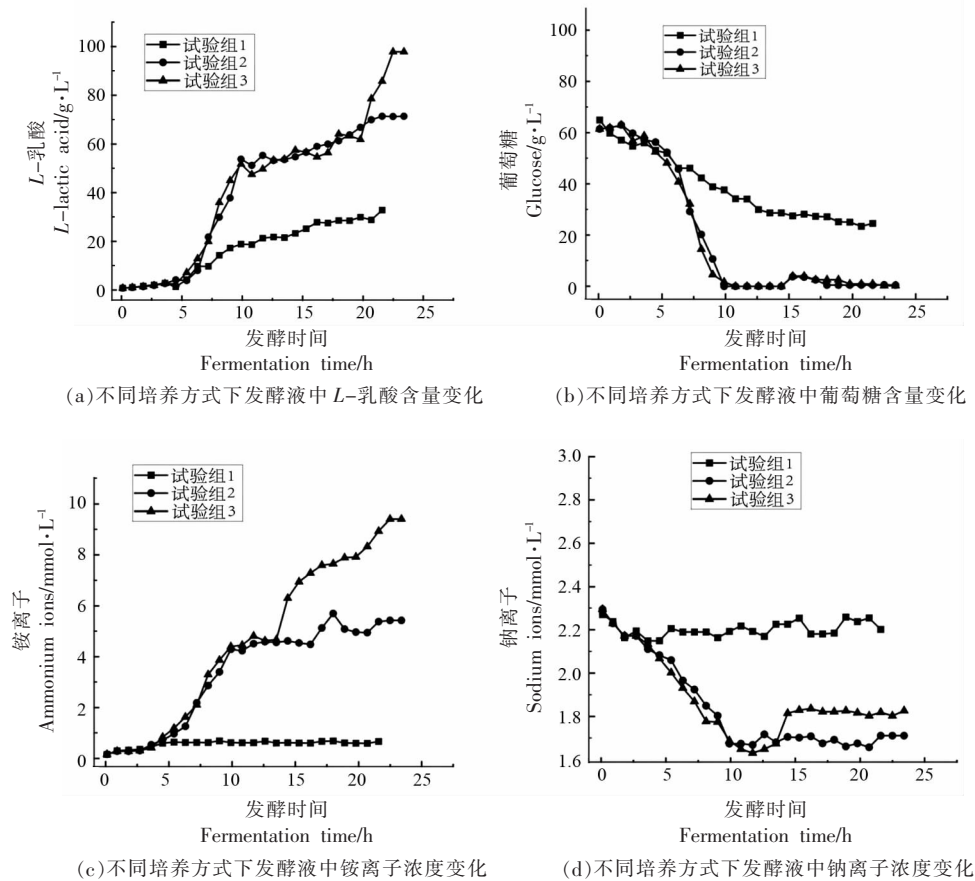 试验组1
试验组2
试验组3
100
80
60
40
20
0
L-乳酸
L-lactic acid/g·L⁻¹
0 5 10 15 20 25
发酵时间
Fermentation time/h
(a)不同培养方式下发酵液中L-乳酸含量变化
试验组1
试验组2
试验组3
100
80
60
40
20
0
葡萄糖
Glucose/g·L⁻¹
0 5 10 15 20 25
发酵时间
Fermentation time/h
(b)不同培养方式下发酵液中葡萄糖含量变化
试验组1
试验组2
试验组3
10
8
6
4
2
0
铵离子
Ammonium ions/mmol·L⁻¹
0 5 10 15 20 25
发酵时间
Fermentation time/h
(c)不同培养方式下发酵液中铵离子浓度变化
试验组1
试验组2
试验组3
3.0
2.8
2.6
2.4
2.2
2.0
1.8
1.6
钠离子
Sodium ions/mmol·L⁻¹
0 5 10 15 20 25
发酵时间
Fermentation time/h
(d)不同培养方式下发酵液中钠离子浓度变化